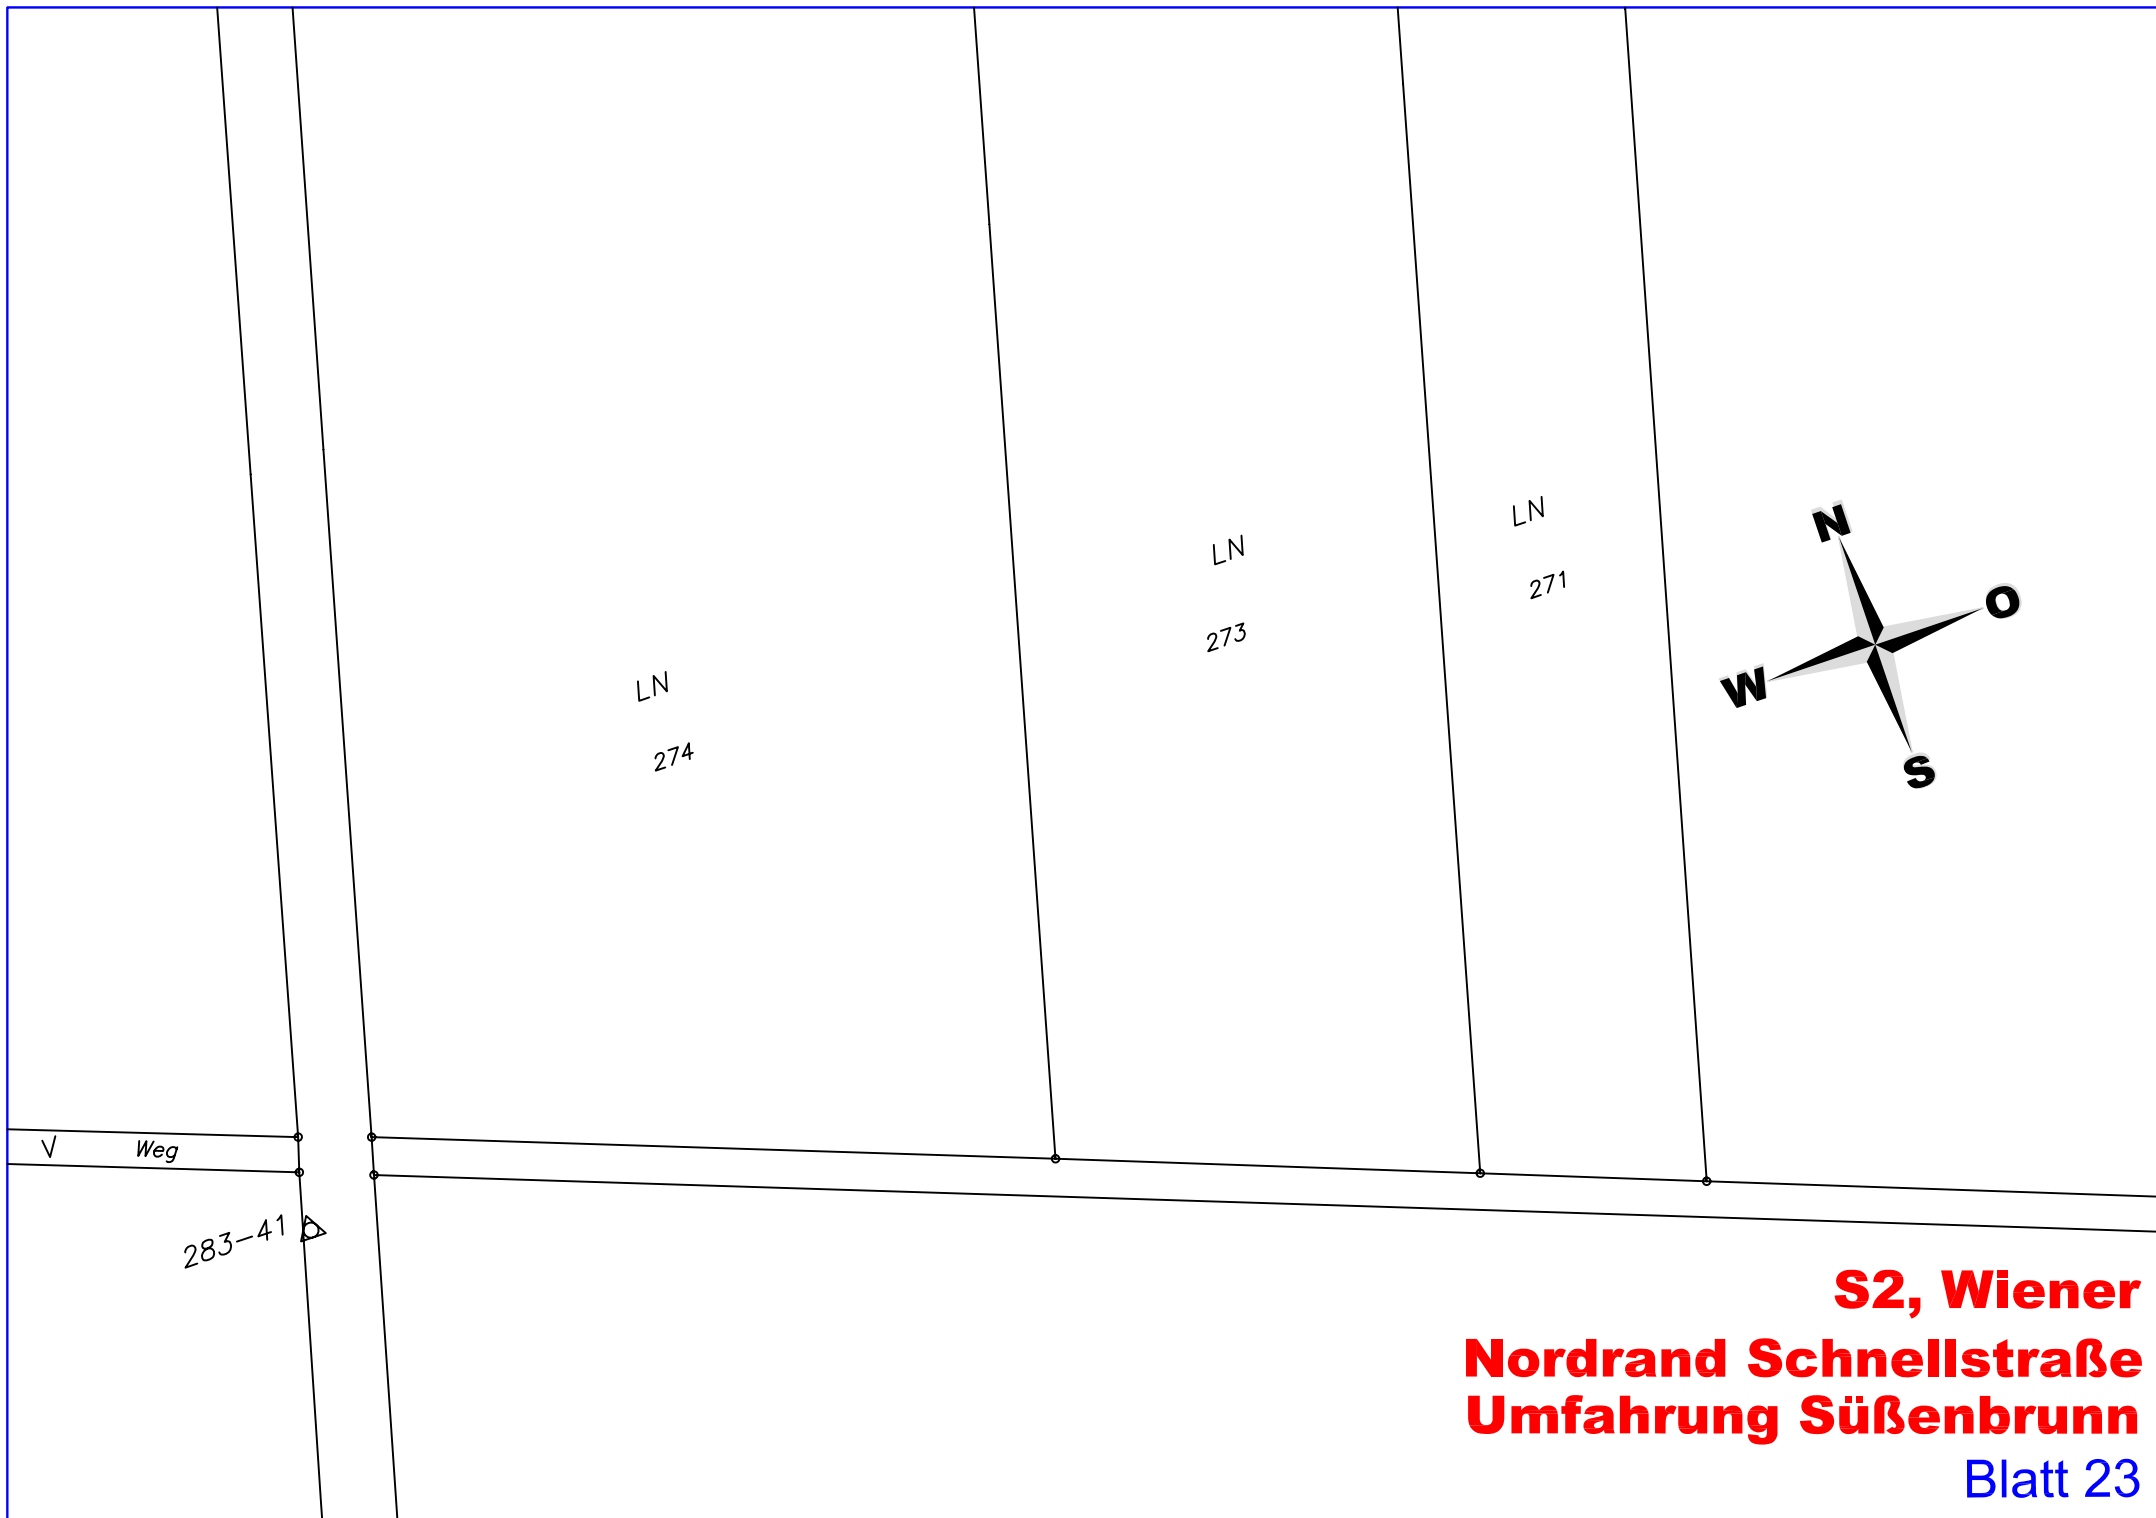 LN
271
N
LN
O
273
LN
W
274
S
V Weg
283-41
S2, Wiener
Nordrand Schnellstraße
Umfahrung Süßenbrunn
Blatt 23